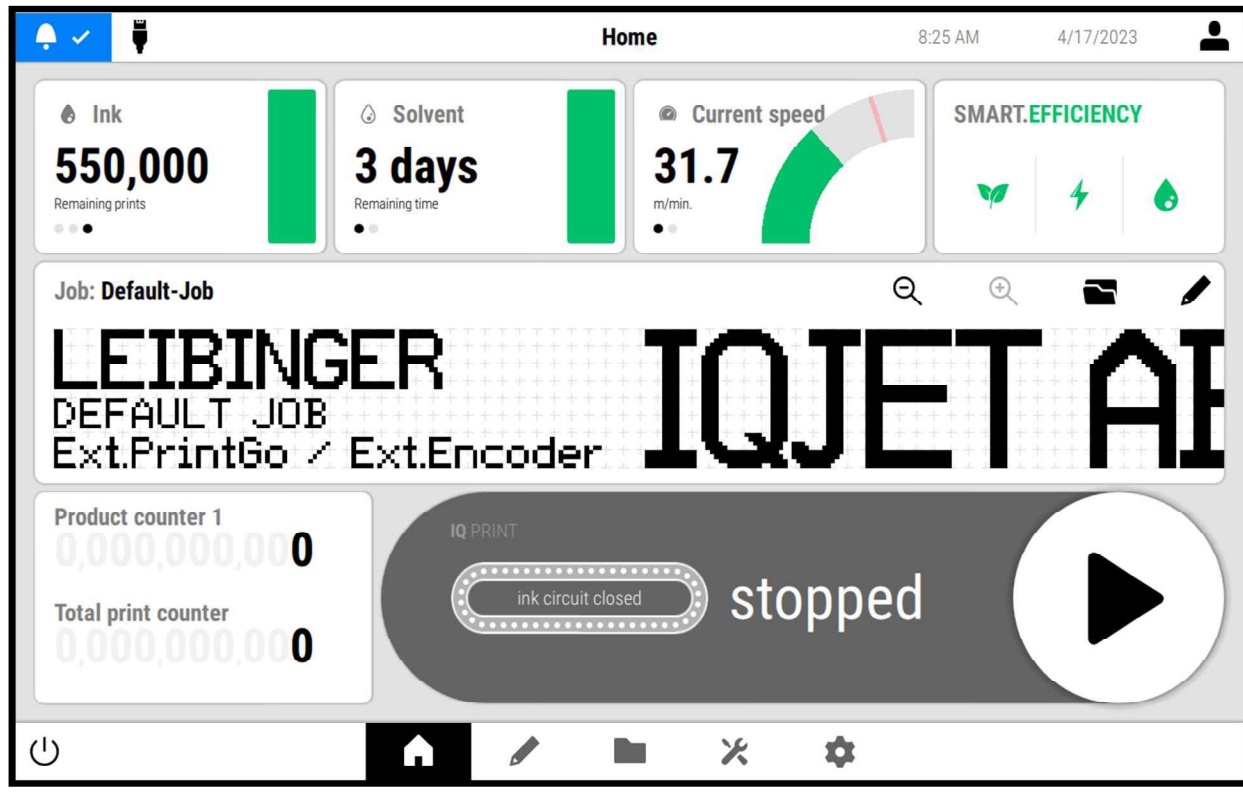 Home
8:25 AM
4/17/2023
Ink
550,000
Remaining prints
Solvent
3 days
Remaining time
Current speed
31.7
m/min.
SMART.EFFICIENCY
Job: Default-Job
LEIBINGER
DEFAULT JOB
Ext.PrintGo / Ext.Encoder
IQJET
Product counter 1
0,000,000,000
Total print counter
0,000,000,000
IQ PRINT
ink circuit closed
stopped